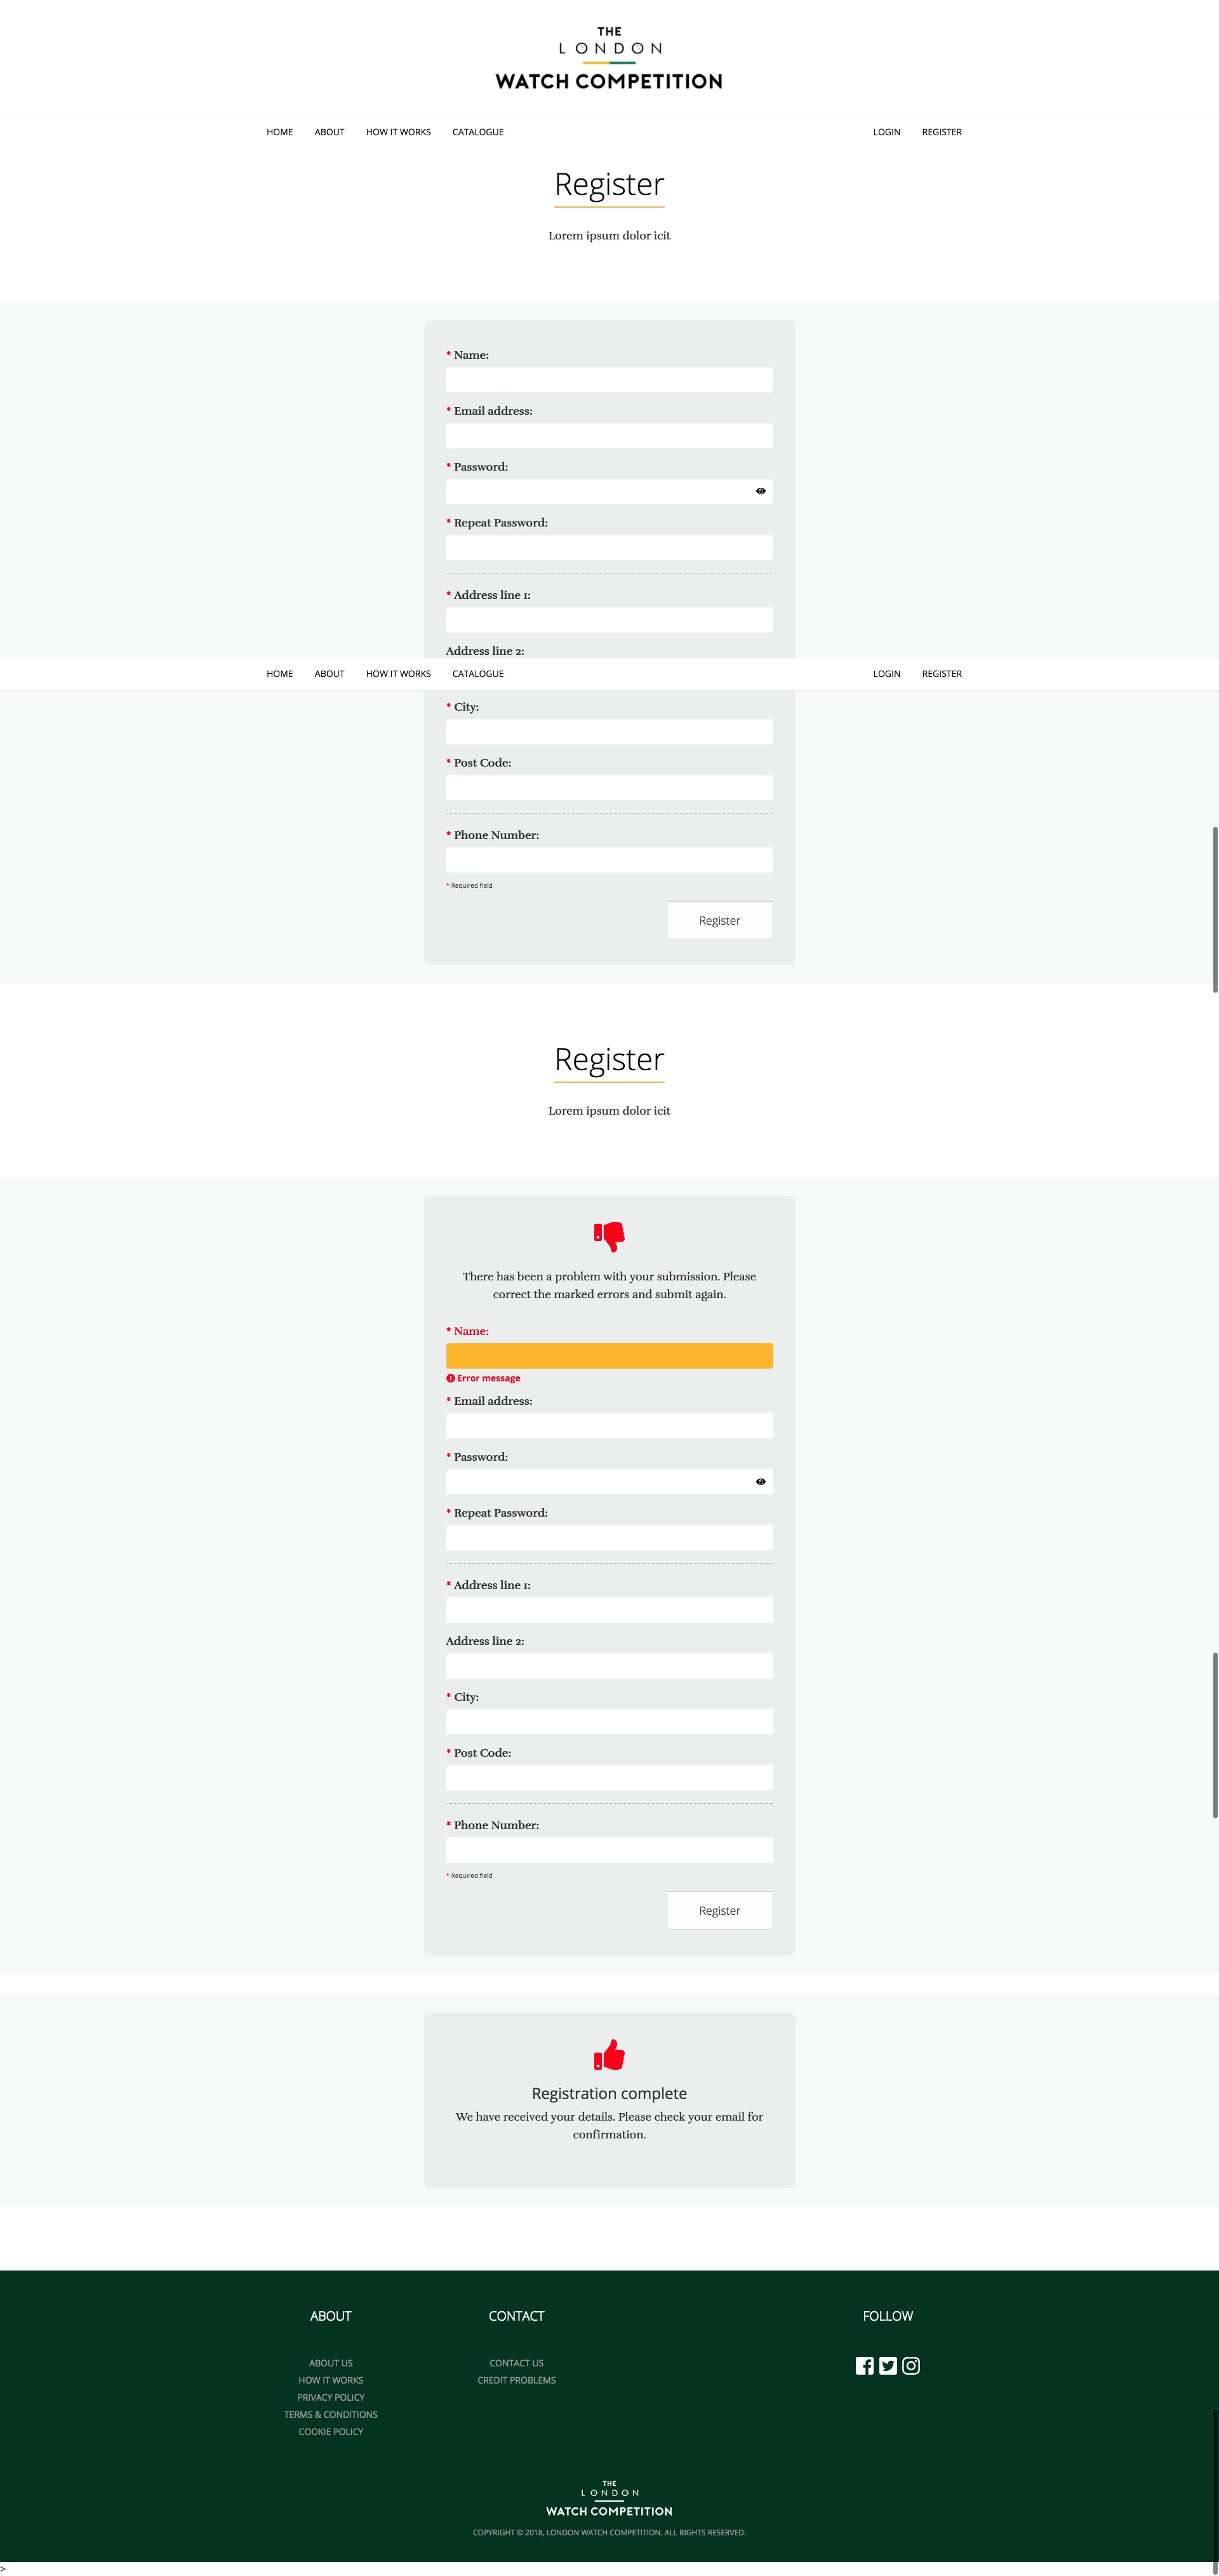 THE
LONDON
WATCH COMPETITION
HOME ABOUT HOW IT WORKS CATALOGUE LOGIN REGISTER
Register
Lorem ipsum dolor icit
* Name:
* Email address:
* Password:
* Repeat Password:
* Address line 1:
Address line 2:
HOME ABOUT HOW IT WORKS CATALOGUE LOGIN REGISTER
* City:
* Post Code:
* Phone Number:
* Required field
Register
Register
Lorem ipsum dolor icit
There has been a problem with your submission. Please
correct the marked errors and submit again.
* Name:
Error message
* Email address:
* Password:
* Repeat Password:
* Address line 1:
Address line 2:
* City:
* Post Code:
* Phone Number:
* Required field
Register
Registration complete
We have received your details. Please check your email for
confirmation.
ABOUT CONTACT FOLLOW
ABOUT US CONTACT US
HOW IT WORKS CREDIT PROBLEMS
PRIVACY POLICY
TERMS & CONDITIONS
COOKIE POLICY
THE
LONDON
WATCH COMPETITION
COPYRIGHT © 2018, LONDON WATCH COMPETITION. ALL RIGHTS RESERVED.
>